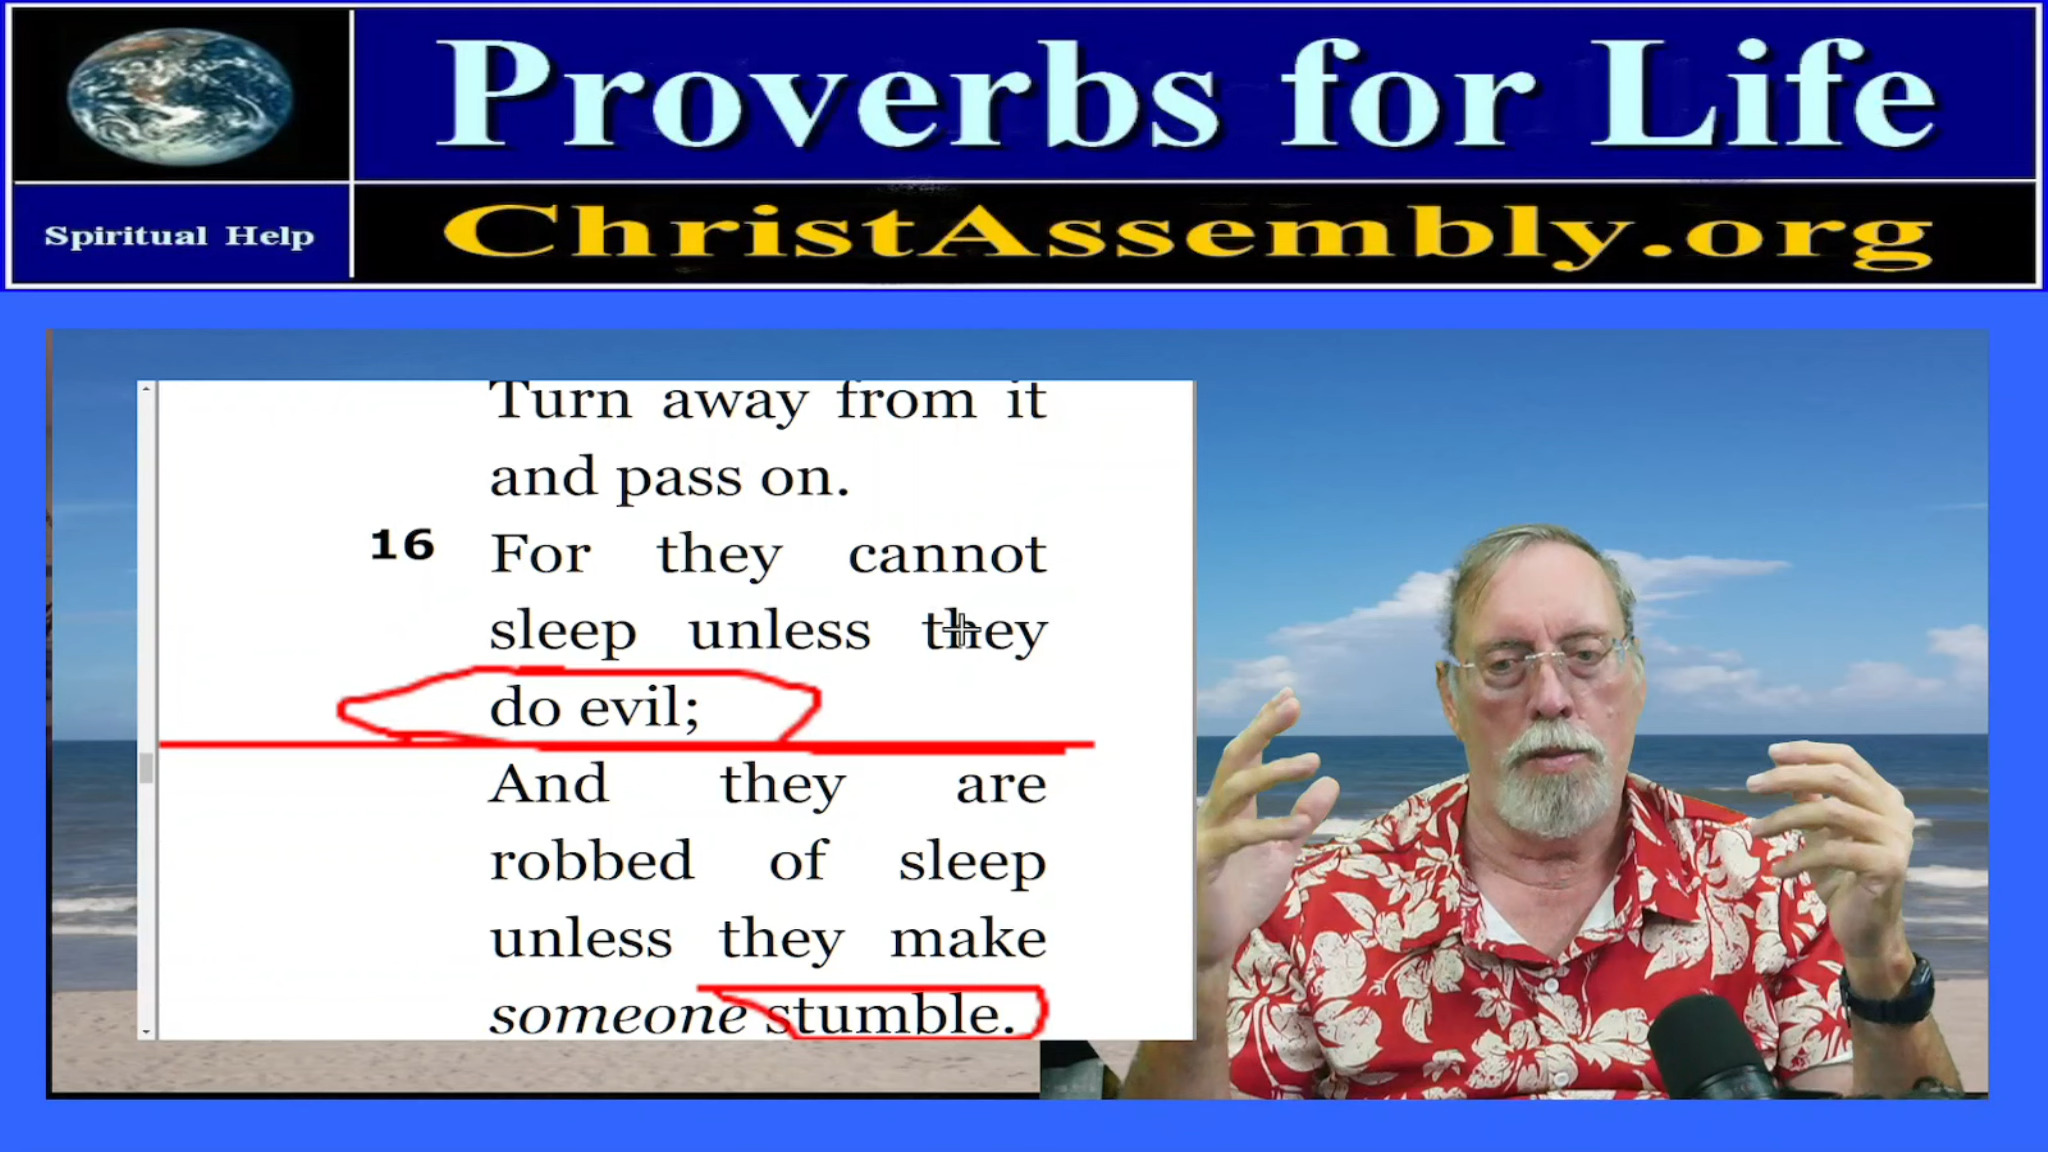 Proverbs for Life
Spiritual Help
ChristAssembly.org
Turn away from it
and pass on.
16 For they cannot
sleep unless they
do evil;
And they are
robbed of sleep
unless they make
someone stumble.